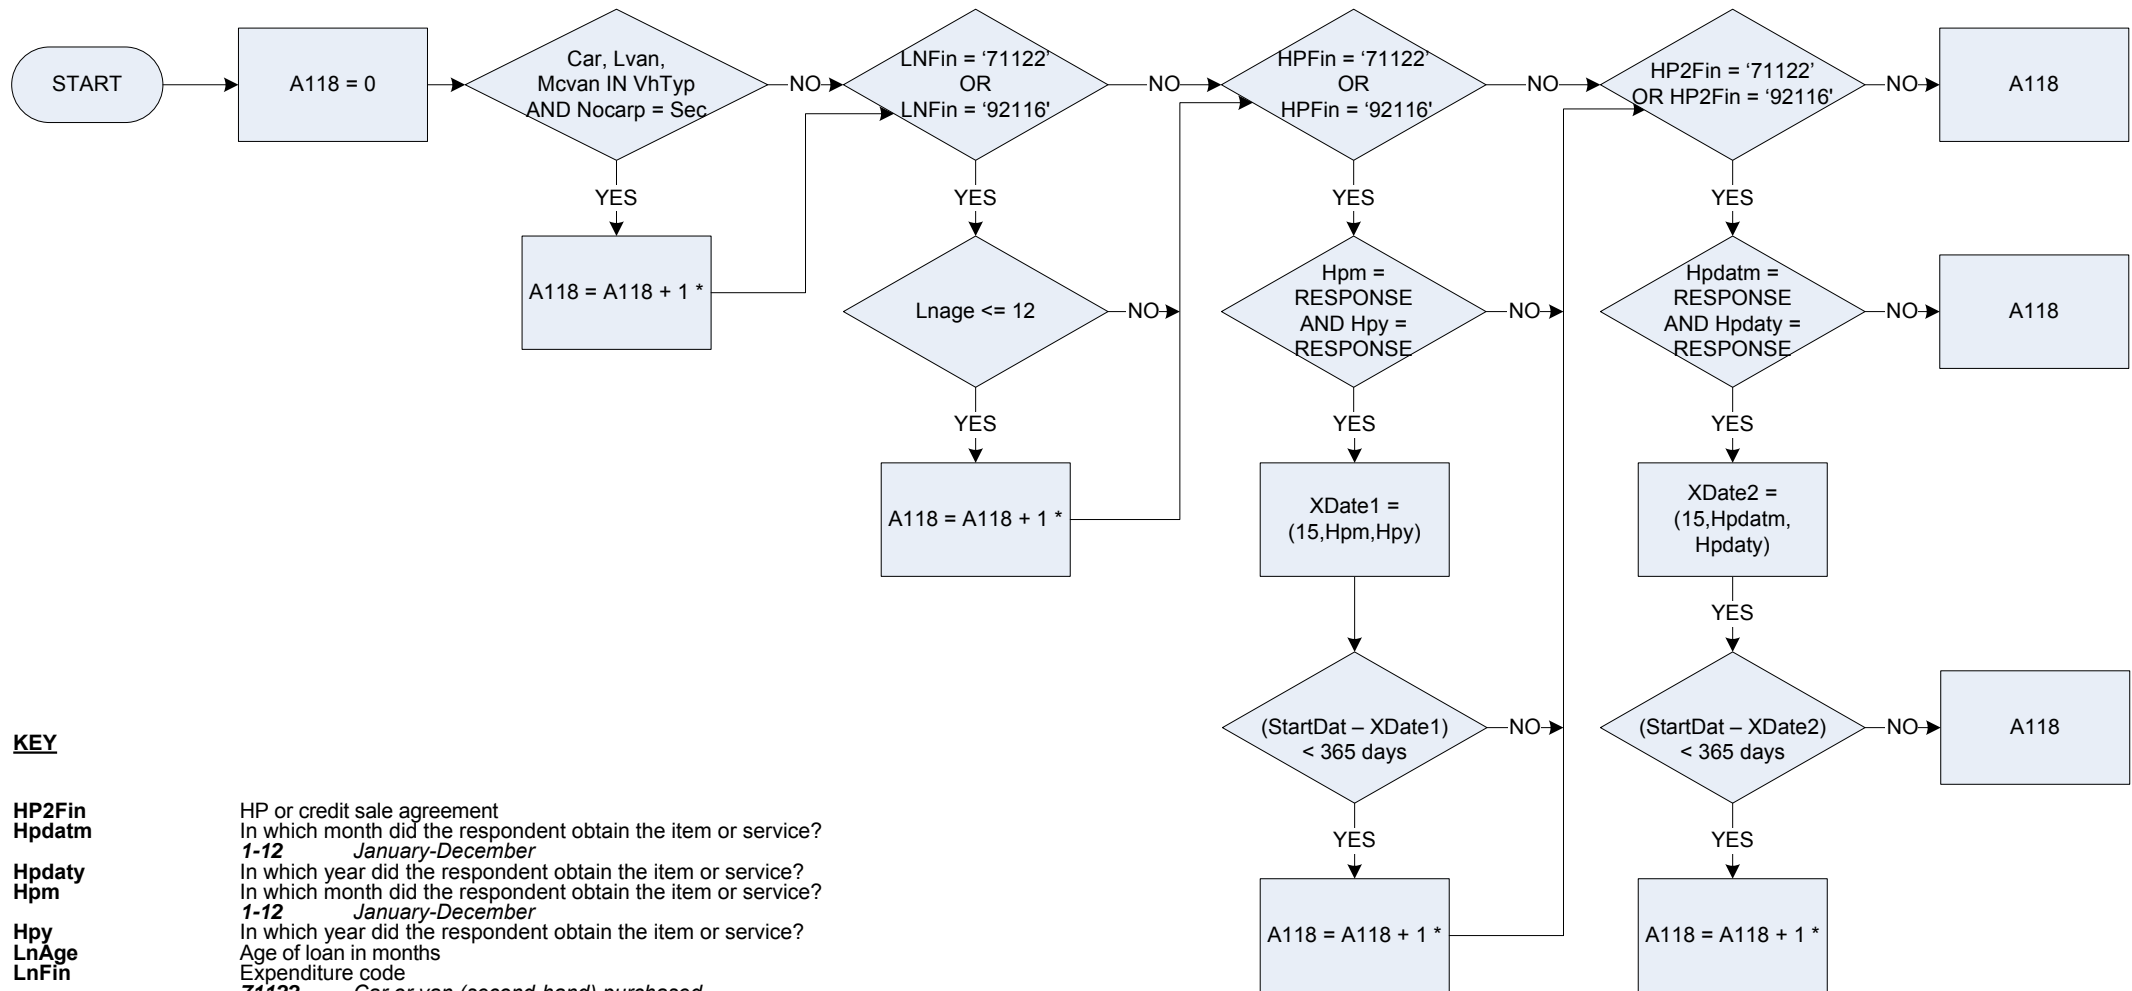 START
A118 = 0
Car, Lvan,
Mcvan IN VhTyp
AND Nocarp = Sec
NO
YES
A118 = A118 + 1 *
LNFin = ‘71122’
OR
LNFin = ‘92116'
NO
YES
Lnage <= 12
NO
YES
A118 = A118 + 1 *
HPFin = ‘71122’
OR
HPFin = ‘92116'
NO
YES
Hpm =
RESPONSE
AND Hpy =
RESPONSE
NO
YES
XDate1 =
(15,Hpm,Hpy)
(StartDat – XDate1)
< 365 days
NO
YES
A118 = A118 + 1 *
HP2Fin = ‘71122’
OR HP2Fin = ‘92116'
NO
A118
YES
Hpdatm =
RESPONSE
AND Hpdaty =
RESPONSE
NO
A118
YES
XDate2 =
(15,Hpdatm,
Hpdaty)
YES
(StartDat – XDate2)
< 365 days
NO
A118
YES
A118 = A118 + 1 *
KEY
HP2Fin HP or credit sale agreement
Hpdatm In which month did the respondent obtain the item or service?
1-12 January-December
Hpdaty In which year did the respondent obtain the item or service?
Hpm In which month did the respondent obtain the item or service?
1-12 January-December
Hpy In which year did the respondent obtain the item or service?
LnAge Age of loan in months
LnFin Expenditure code
71122 Car or van (second-hand) purchased